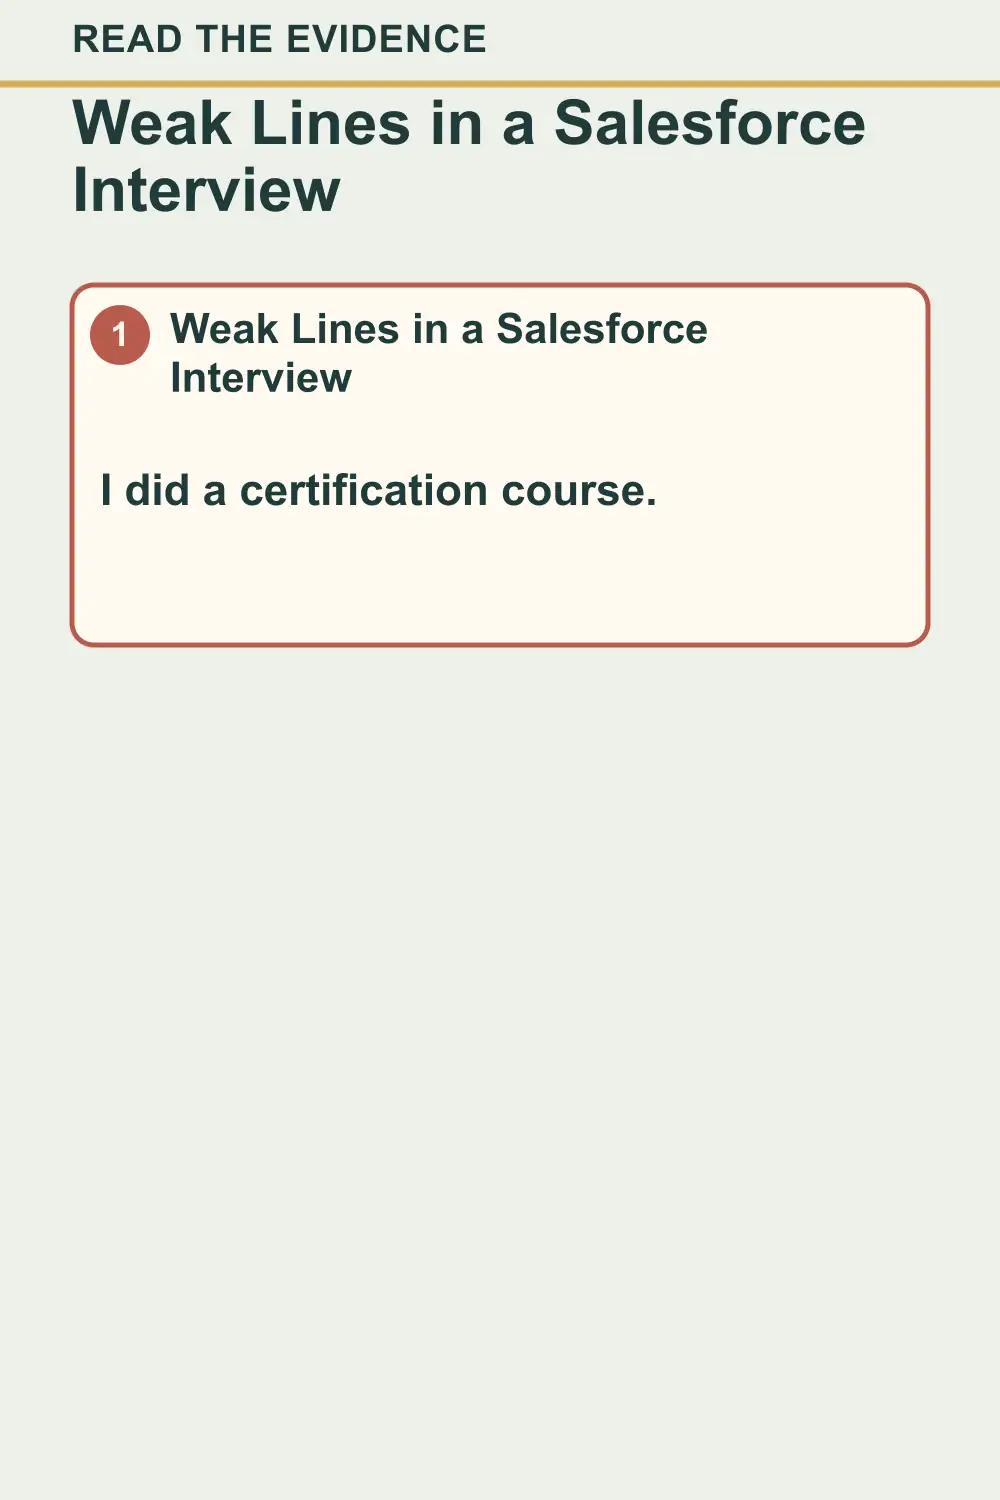 READ THE EVIDENCE
Weak Lines in a Salesforce
Interview
1
Weak Lines in a Salesforce
Interview
I did a certification course.